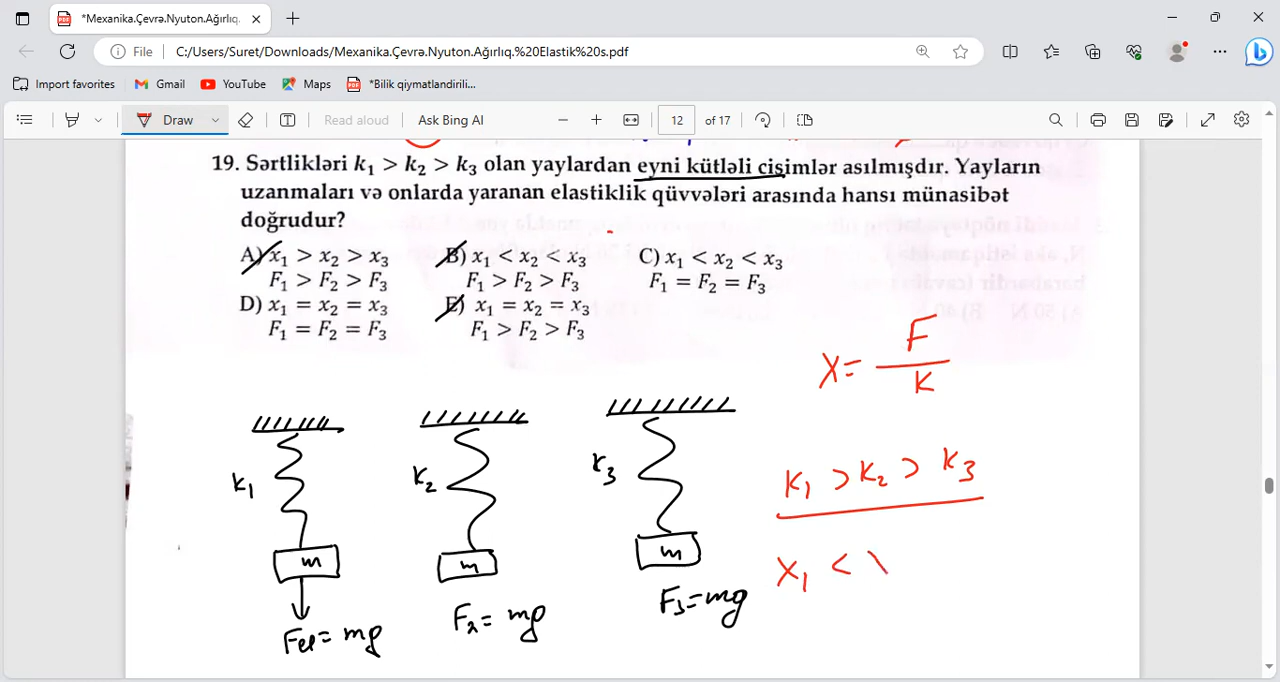 *Mexanika.Çevrə.Nyuton.Ağırlıq.
File C:/Users/Suret/Downloads/Mexanika.Çevrə.Nyuton.Ağırlıq.%20Elastik%20s.pdf
Import favorites Gmail YouTube Maps *Bilik qiymatlandirili...
Draw Read aloud Ask Bing AI 12 of 17
19. Sərtlikləri k₁ > k₂ > k₃ olan yaylardan eyni kütləli cisimlər asılmışdır. Yayların
uzanmaları və onlarda yaranan elastiklik qüvvələri arasında hansı münasibət
doğrudur?
A) x₁ > x₂ > x₃ B) x₁ < x₂ < x₃ C) x₁ < x₂ < x₃
F₁ > F₂ > F₃ F₁ > F₂ > F₃ F₁ = F₂ = F₃
D) x₁ = x₂ = x₃ E) x₁ = x₂ = x₃
F₁ = F₂ = F₃ F₁ > F₂ > F₃
x = F/K
K₁ K₂ K₃
K₁ > K₂ > K₃
m m m
x₁ <
Fel = mg F₂ = mg F₃ = mg